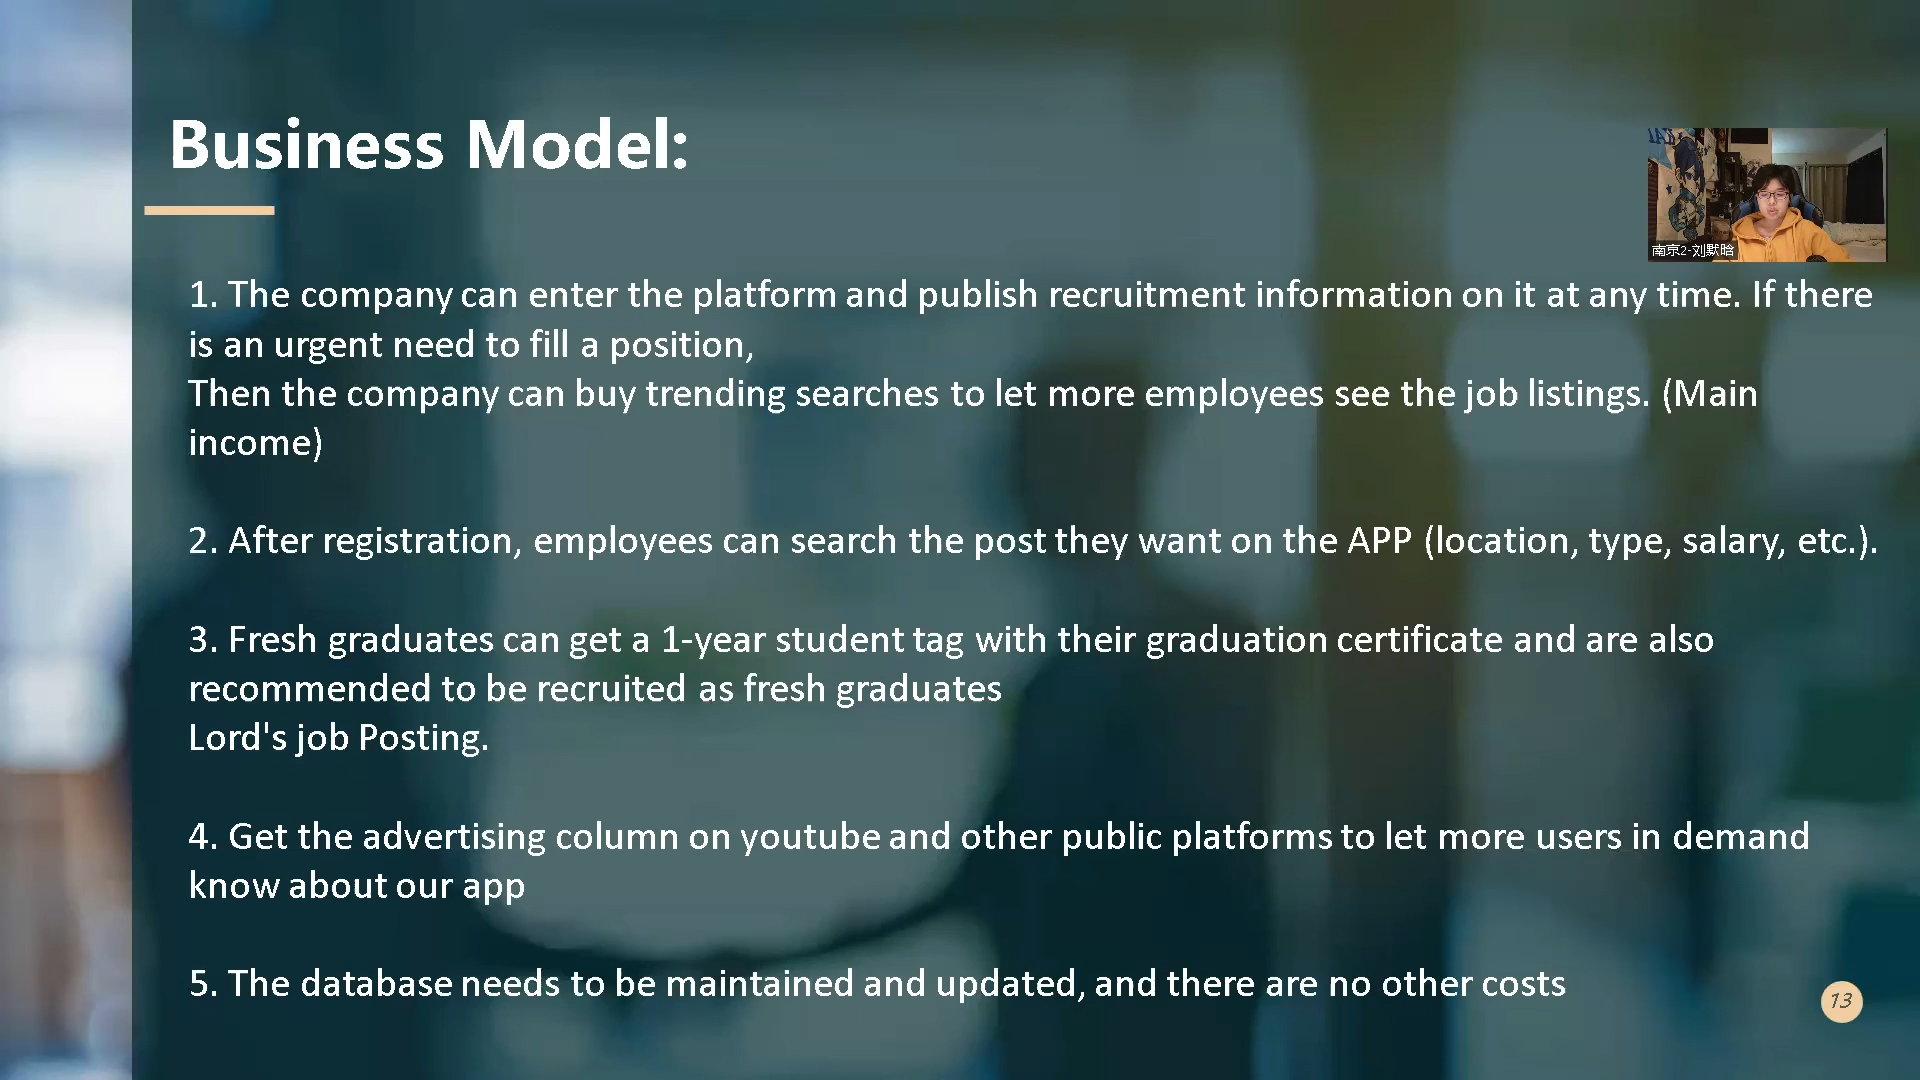 Business Model:
南京2-刘默晗
1. The company can enter the platform and publish recruitment information on it at any time. If there
is an urgent need to fill a position,
Then the company can buy trending searches to let more employees see the job listings. (Main
income)
2. After registration, employees can search the post they want on the APP (location, type, salary, etc.).
3. Fresh graduates can get a 1-year student tag with their graduation certificate and are also
recommended to be recruited as fresh graduates
Lord's job Posting.
4. Get the advertising column on youtube and other public platforms to let more users in demand
know about our app
5. The database needs to be maintained and updated, and there are no other costs
13